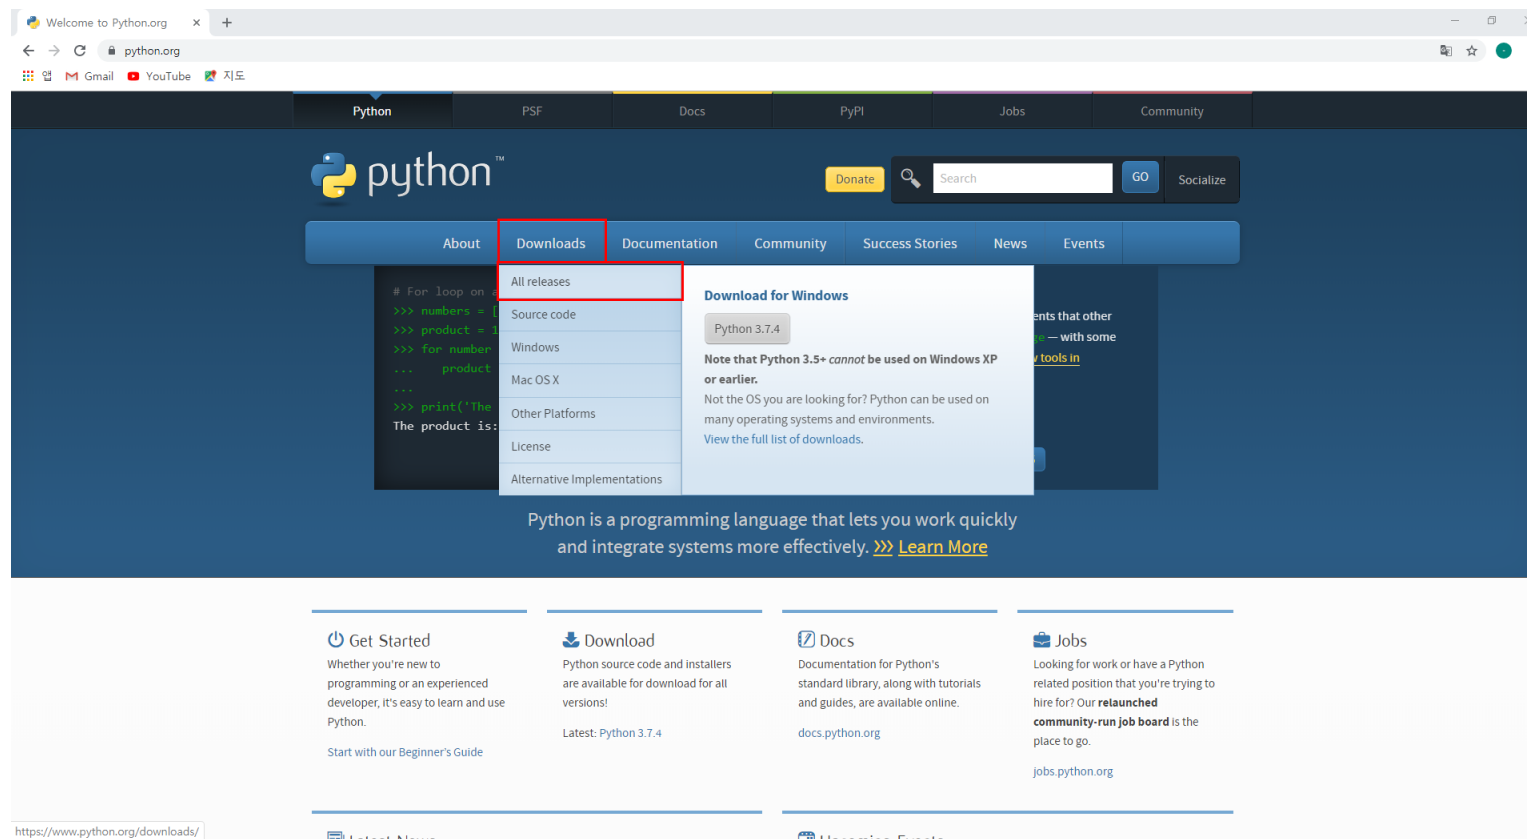 Welcome to Python.org
python.org
앱 Gmail YouTube 지도
Python PSF Docs PyPI Jobs Community
python™
Donate Search GO Socialize
About Downloads Documentation Community Success Stories News Events
All releases
Source code
Windows
Mac OS X
Other Platforms
License
Alternative Implementations
Download for Windows
Python 3.7.4
Note that Python 3.5+ cannot be used on Windows XP
or earlier.
Not the OS you are looking for? Python can be used on
many operating systems and environments.
View the full list of downloads.
# For loop on a
>>> numbers = [
>>> product = 1
>>> for number
... product
...
>>> print('The
The product is:
ents that other
— with some
tools in
Python is a programming language that lets you work quickly
and integrate systems more effectively. >>> Learn More
Get Started
Whether you're new to
programming or an experienced
developer, it's easy to learn and use
Python.
Start with our Beginner's Guide
Download
Python source code and installers
are available for download for all
versions!
Latest: Python 3.7.4
Docs
Documentation for Python's
standard library, along with tutorials
and guides, are available online.
docs.python.org
Jobs
Looking for work or have a Python
related position that you're trying to
hire for? Our relaunched
community-run job board is the
place to go.
jobs.python.org
https://www.python.org/downloads/